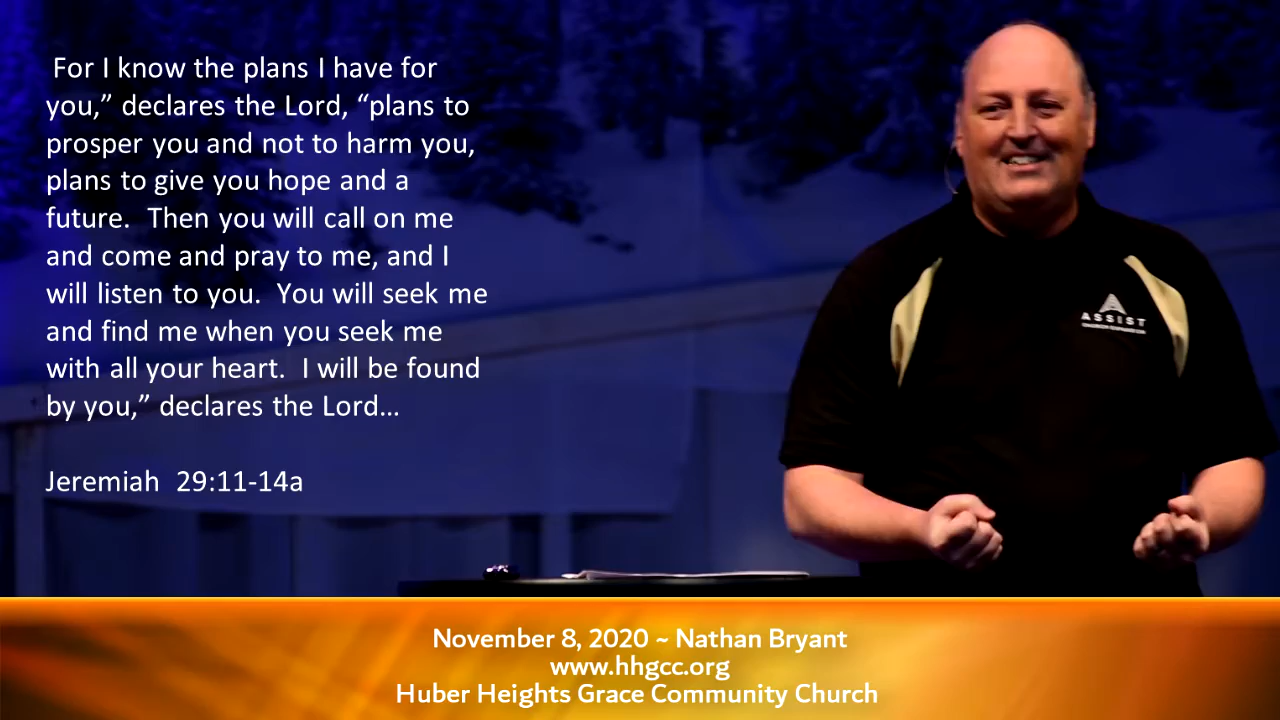 For I know the plans I have for
you,” declares the Lord, “plans to
prosper you and not to harm you,
plans to give you hope and a
future.  Then you will call on me
and come and pray to me, and I
will listen to you.  You will seek me
and find me when you seek me
with all your heart.  I will be found
by you,” declares the Lord…
Jeremiah  29:11-14a
ASSIST
CHURCH EXPANSION
November 8, 2020 ~ Nathan Bryant
www.hhgcc.org
Huber Heights Grace Community Church